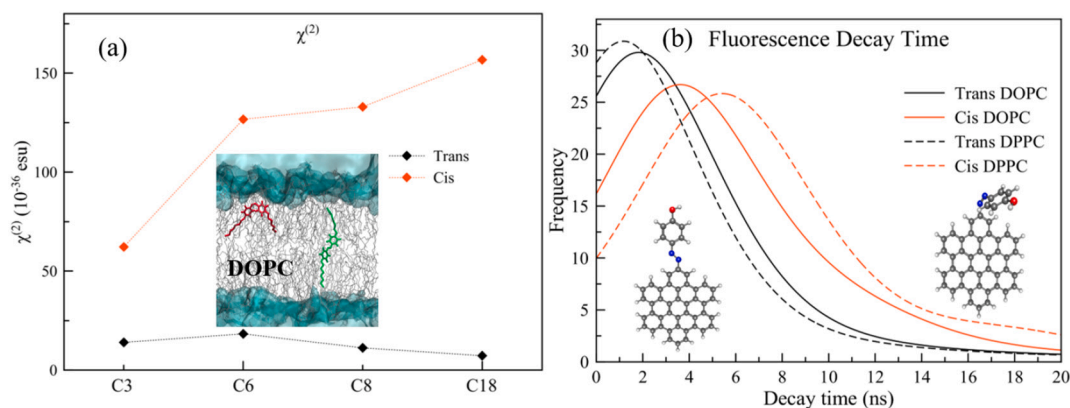 (a)
χ(2)
χ(2) (10-36 esu)
150
100
50
0
C3
C6
C8
C18
Trans
Cis
DOPC
(b)
Fluorescence Decay Time
Frequency
30
25
20
15
10
5
0
Trans DOPC
Cis DOPC
Trans DPPC
Cis DPPC
0
2
4
6
8
10
12
14
16
18
20
Decay time (ns)